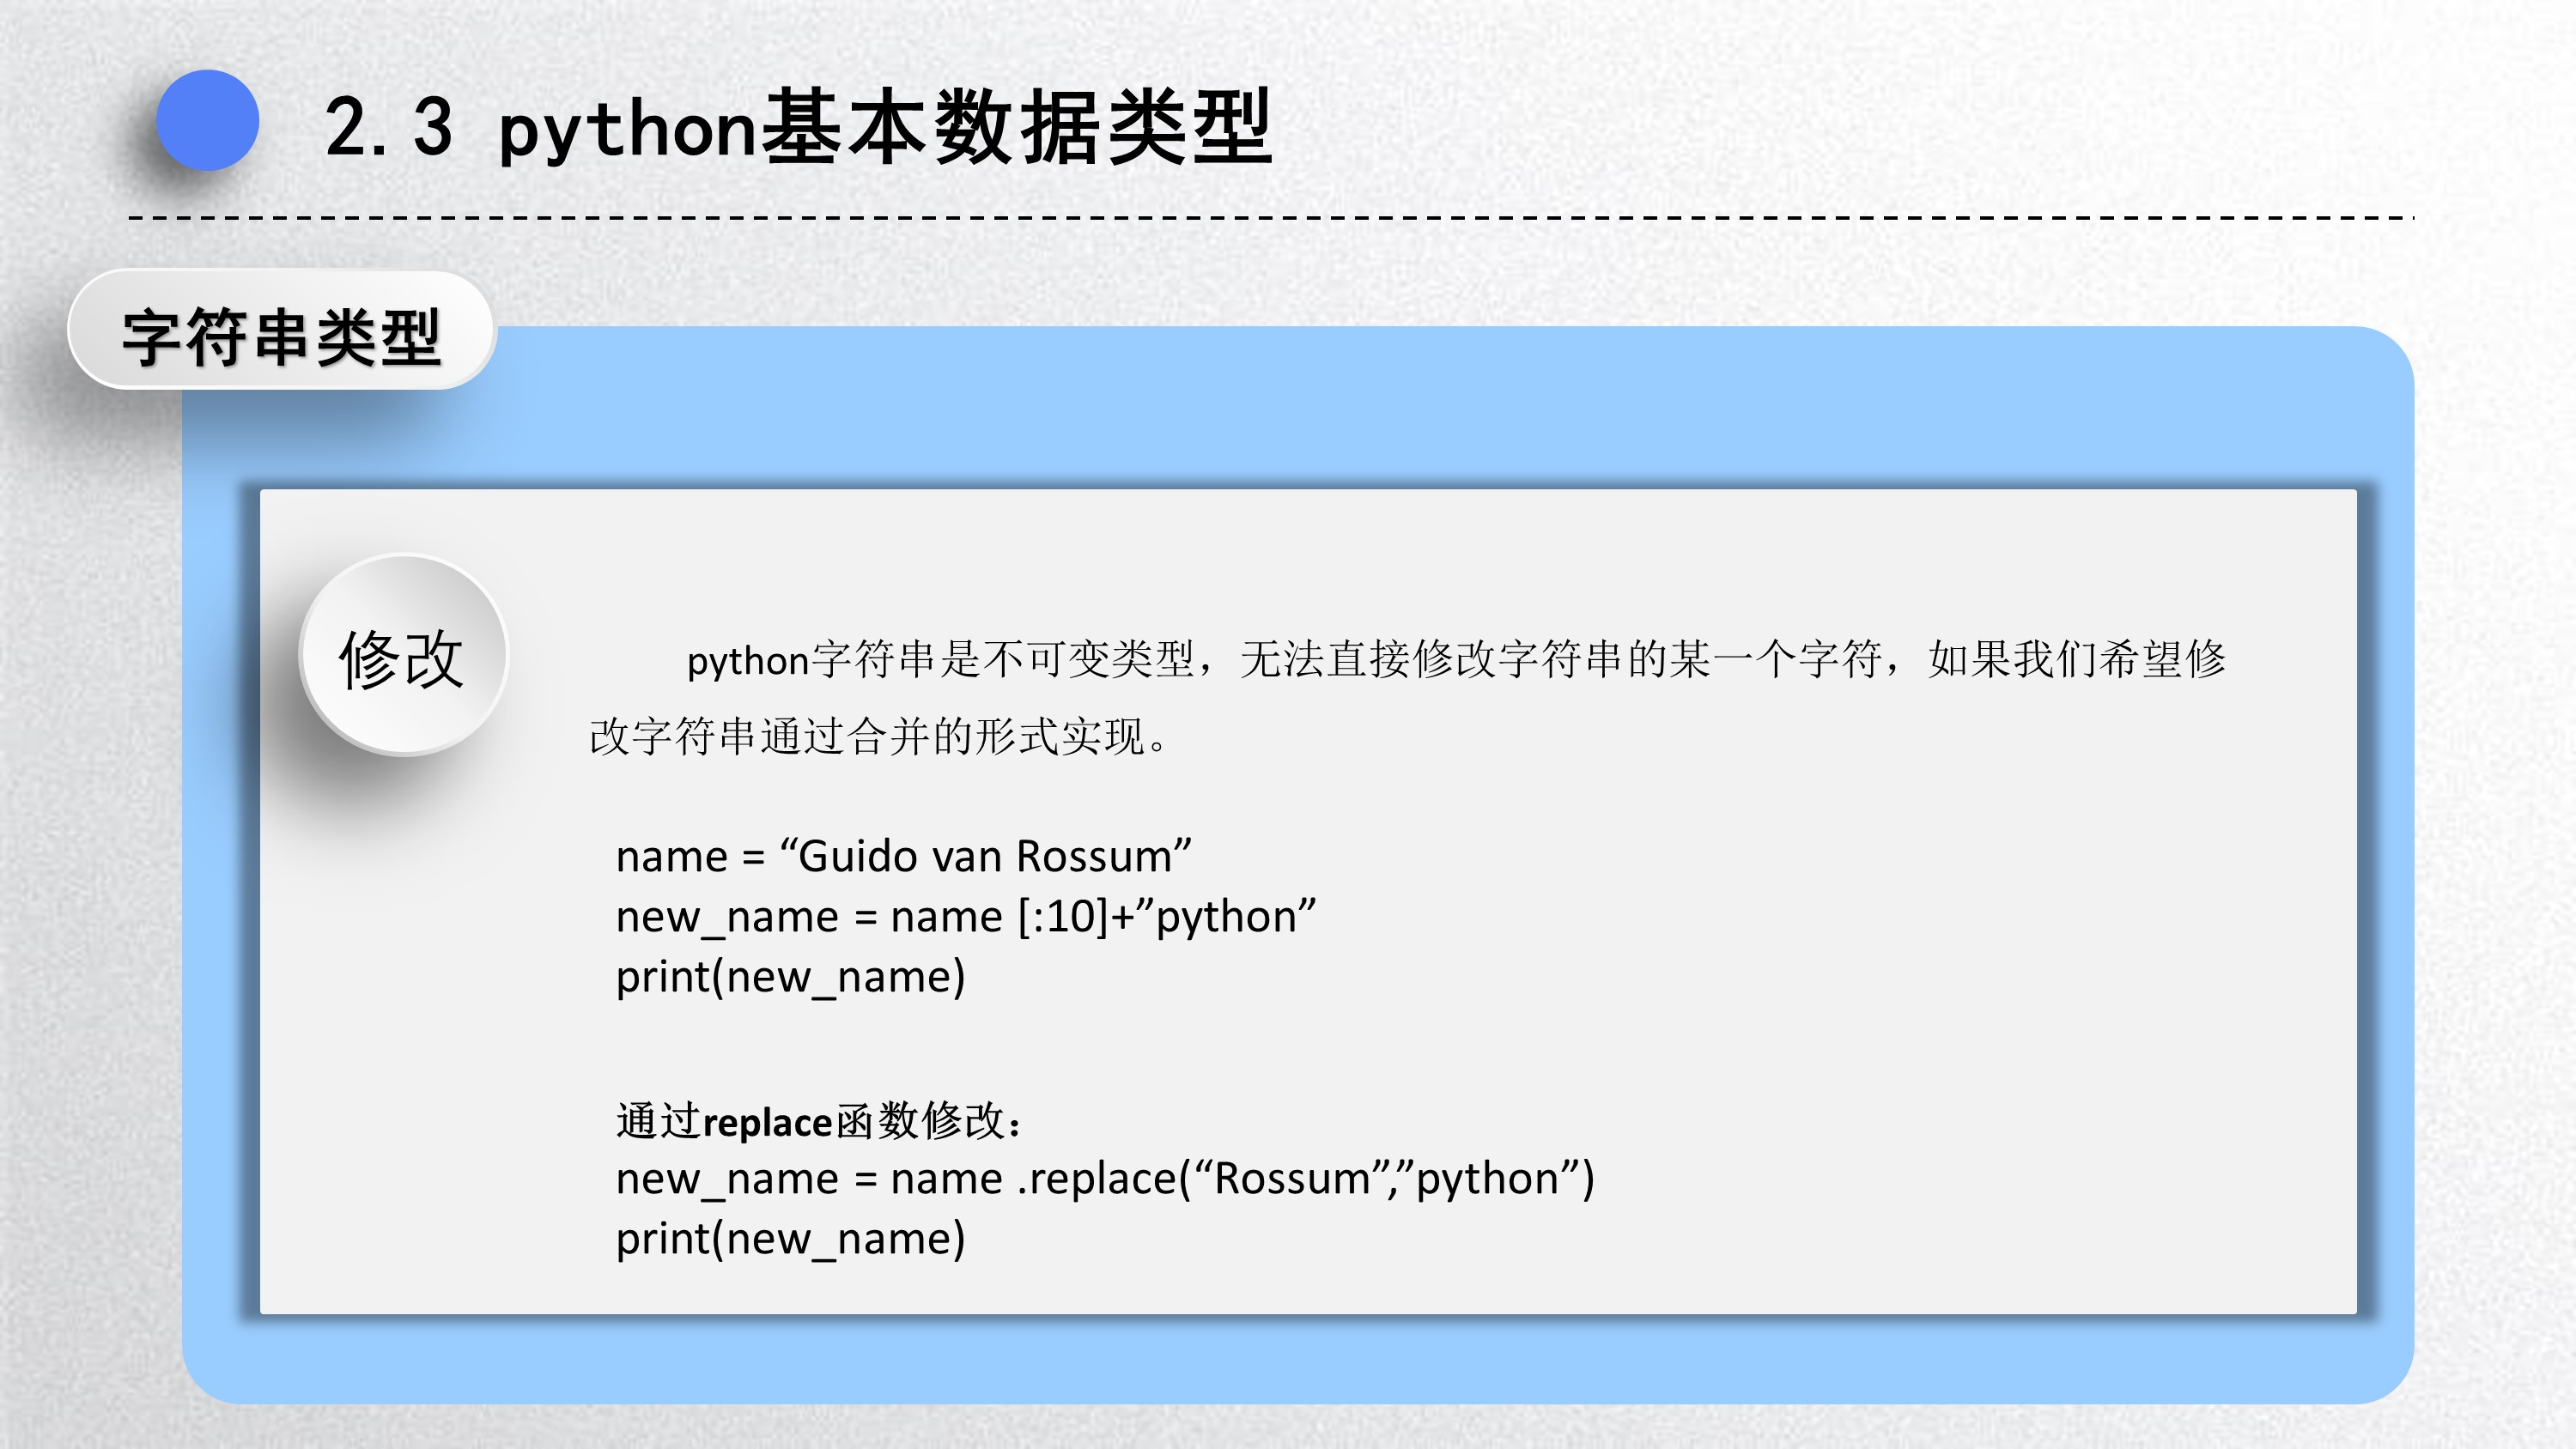 2.3 python基本数据类型
字符串类型
修改
python字符串是不可变类型，无法直接修改字符串的某一个字符，如果我们希望修
改字符串通过合并的形式实现。
name = “Guido van Rossum”
new_name = name [:10]+”python”
print(new_name)
通过replace函数修改：
new_name = name .replace(“Rossum”,”python”)
print(new_name)